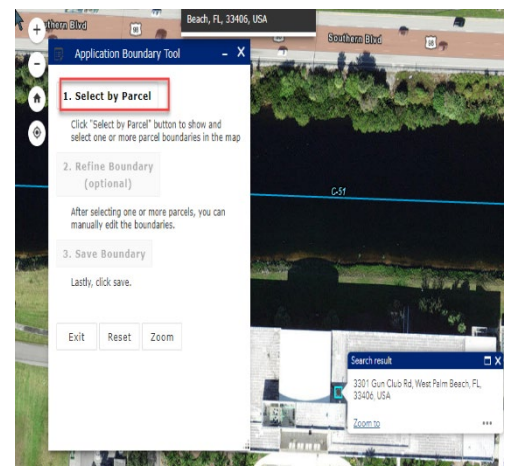 Beach, FL, 33406, USA
Southern Blvd
98
Southern Blvd
98
Application Boundary Tool
- X
1. Select by Parcel
Click "Select by Parcel" button to show and
select one or more parcel boundaries in the map
2. Refine Boundary
(optional)
After selecting one or more parcels, you can
manually edit the boundaries.
3. Save Boundary
Lastly, click save.
Exit Reset Zoom
C-51
Search result
X
3301 Gun Club Rd, West Palm Beach, FL,
33406, USA
Zoom to
•••